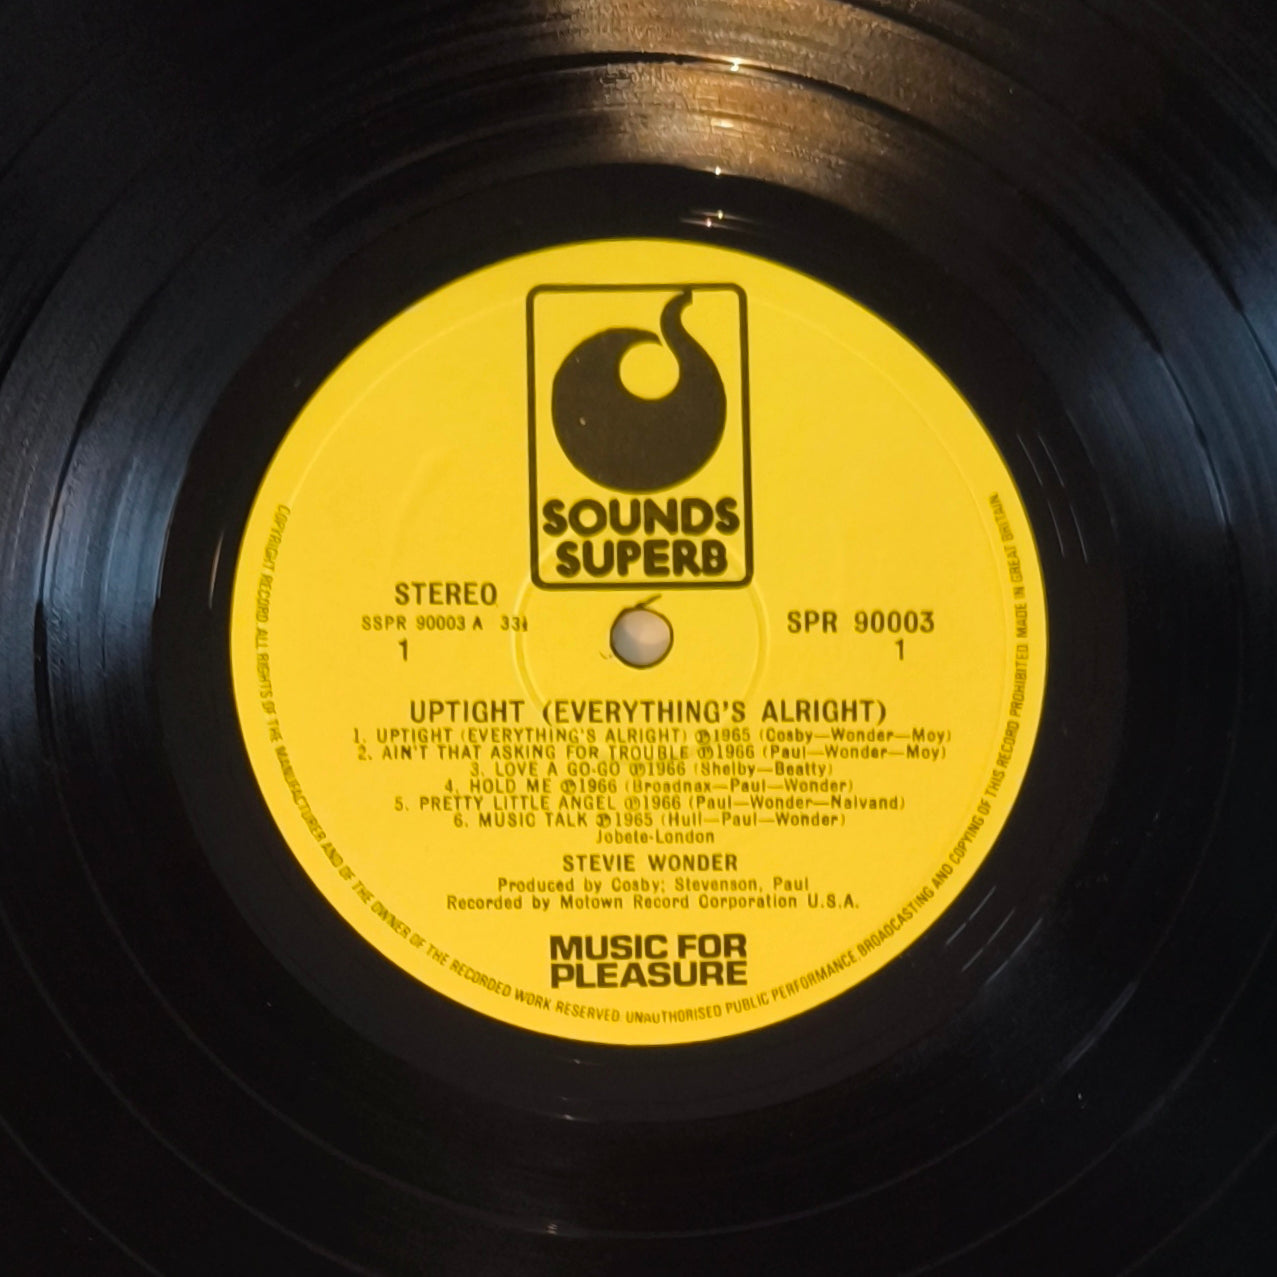 SOUNDS
SUPERB
STEREO
SSPR 90003 A 33⅓
1
SPR 90003
1
UPTIGHT (EVERYTHING'S ALRIGHT)
1. UPTIGHT (EVERYTHING'S ALRIGHT) ℗1965 (Cosby—Wonder—Moy)
2. AIN'T THAT ASKING FOR TROUBLE ℗1966 (Paul—Wonder—Moy)
3. LOVE A GO-GO ℗1966 (Shelby—Beatty)
4. HOLD ME ℗1966 (Broadnax—Paul—Wonder)
5. PRETTY LITTLE ANGEL ℗1966 (Paul—Wonder—Nalvand)
6. MUSIC TALK ℗1965 (Hull—Paul—Wonder)
Jobete-London
STEVIE WONDER
Produced by Cosby; Stevenson, Paul
Recorded by Motown Record Corporation U.S.A.
MUSIC FOR
PLEASURE
COPYRIGHT RECORD ALL RIGHTS OF THE MANUFACTURER AND OF THE OWNER OF THE RECORDED WORK RESERVED UNAUTHORISED PUBLIC PERFORMANCE BROADCASTING AND COPYING OF THIS RECORD PROHIBITED MADE IN GREAT BRITAIN